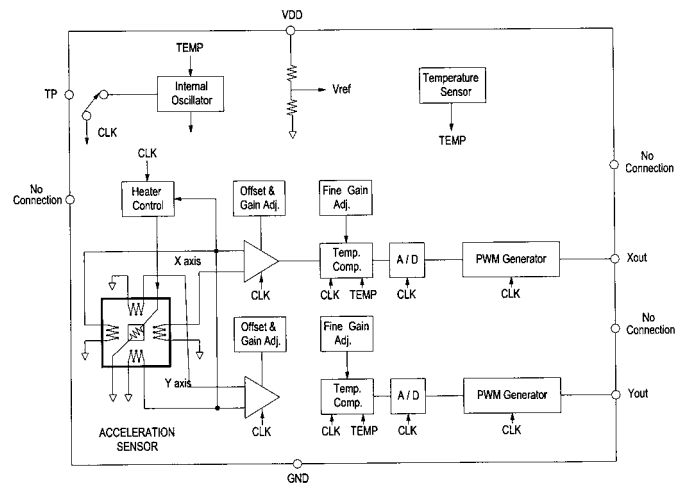 VDD
TEMP
TP
Internal
Oscillator
Vref
Temperature
Sensor
CLK
TEMP
CLK
No
Connection
No
Connection
Heater
Control
Offset &
Gain Adj.
Fine Gain
Adj.
X axis
Temp.
Comp.
A / D
PWM Generator
Xout
CLK
CLK
TEMP
CLK
CLK
No
Connection
Offset &
Gain Adj.
Fine Gain
Adj.
Y axis
Temp.
Comp.
A / D
PWM Generator
Yout
CLK
CLK
TEMP
CLK
CLK
ACCELERATION
SENSOR
GND